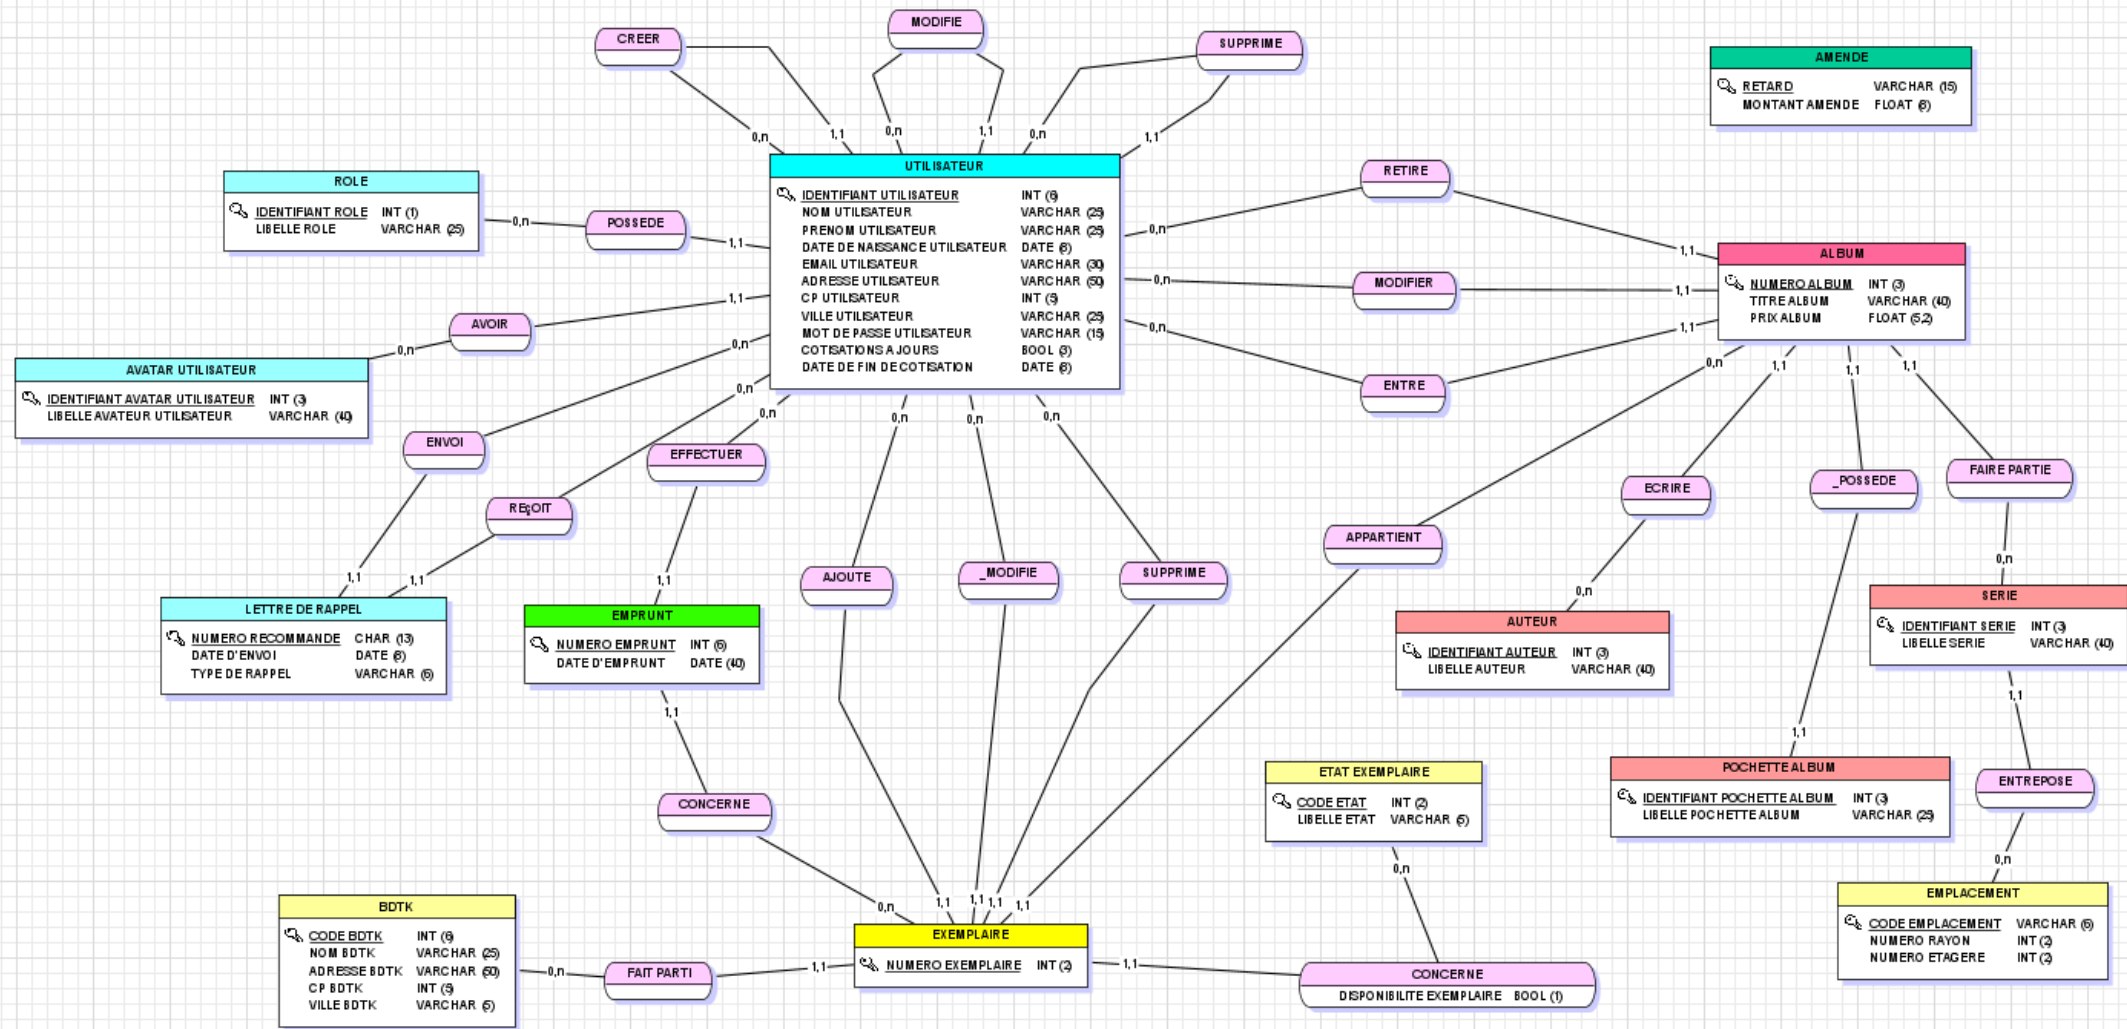 CREER
MODIFIE
SUPPRIME
0,n
1,1
0,n
1,1
0,n
1,1
AMENDE
RETARD VARCHAR (15)
MONTANT AMENDE FLOAT (8)
ROLE
IDENTIFIANT ROLE INT (1)
LIBELLE ROLE VARCHAR (25)
0,n
POSSEDE
1,1
UTILISATEUR
IDENTIFIANT UTILISATEUR INT (6)
NOM UTILISATEUR VARCHAR (25)
PRENOM UTILISATEUR VARCHAR (25)
DATE DE NAISSANCE UTILISATEUR DATE (8)
EMAIL UTILISATEUR VARCHAR (30)
ADRESSE UTILISATEUR VARCHAR (50)
CP UTILISATEUR INT (5)
VILLE UTILISATEUR VARCHAR (25)
MOT DE PASSE UTILISATEUR VARCHAR (15)
COTISATIONS A JOURS BOOL (3)
DATE DE FIN DE COTISATION DATE (8)
RETIRE
0,n
1,1
MODIFIER
0,n
1,1
ENTRE
0,n
1,1
ALBUM
NUMERO ALBUM INT (3)
TITRE ALBUM VARCHAR (40)
PRIX ALBUM FLOAT (5,2)
AVOIR
1,1
0,n
AVATAR UTILISATEUR
IDENTIFIANT AVATAR UTILISATEUR INT (3)
LIBELLE AVATEUR UTILISATEUR VARCHAR (40)
0,n
0,n
0,n
0,n
0,n
0,n
0,n
1,1
1,1
1,1
ENVOI
REÇOIT
EFFECTUER
AJOUTE
_MODIFIE
SUPPRIME
APPARTIENT
ECRIRE
_POSSEDE
FAIRE PARTIE
1,1
1,1
1,1
0,n
0,n
LETTRE DE RAPPEL
NUMERO RECOMMANDE CHAR (13)
DATE D'ENVOI DATE (8)
TYPE DE RAPPEL VARCHAR (6)
EMPRUNT
NUMERO EMPRUNT INT (6)
DATE D'EMPRUNT DATE (40)
AUTEUR
IDENTIFIANT AUTEUR INT (3)
LIBELLE AUTEUR VARCHAR (40)
SERIE
IDENTIFIANT SERIE INT (3)
LIBELLE SERIE VARCHAR (40)
1,1
1,1
1,1
CONCERNE
ETAT EXEMPLAIRE
CODE ETAT INT (2)
LIBELLE ETAT VARCHAR (5)
POCHETTE ALBUM
IDENTIFIANT POCHETTE ALBUM INT (3)
LIBELLE POCHETTE ALBUM VARCHAR (25)
ENTREPOSE
0,n
0,n
0,n
1,1
1,1
1,1
1,1
BDTK
CODE BDTK INT (6)
NOM BDTK VARCHAR (25)
ADRESSE BDTK VARCHAR (50)
CP BDTK INT (5)
VILLE BDTK VARCHAR (5)
0,n
FAIT PARTI
1,1
EXEMPLAIRE
NUMERO EXEMPLAIRE INT (2)
1,1
CONCERNE
DISPONIBILITE EXEMPLAIRE BOOL (1)
EMPLACEMENT
CODE EMPLACEMENT VARCHAR (6)
NUMERO RAYON INT (2)
NUMERO ETAGERE INT (2)